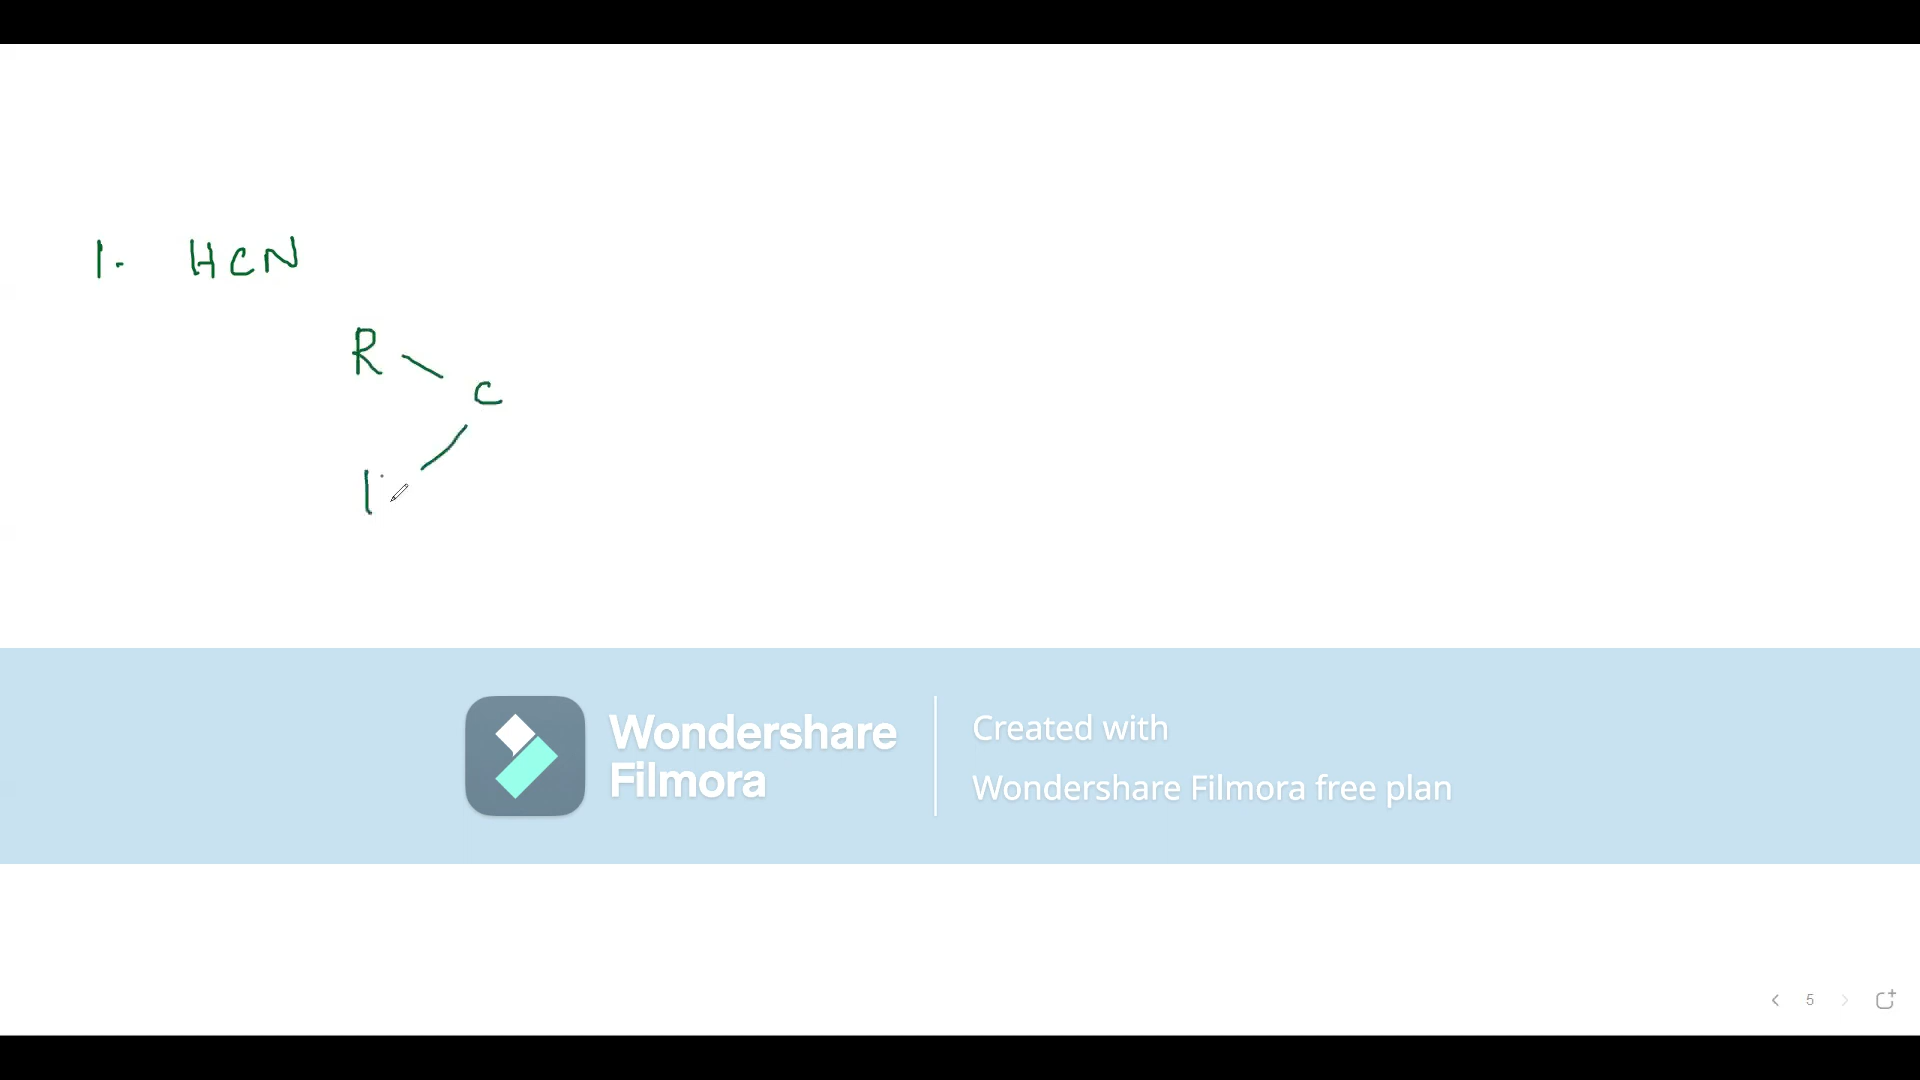 1. HCN
R
C
Wondershare
Filmora
Created with
Wondershare Filmora free plan
5